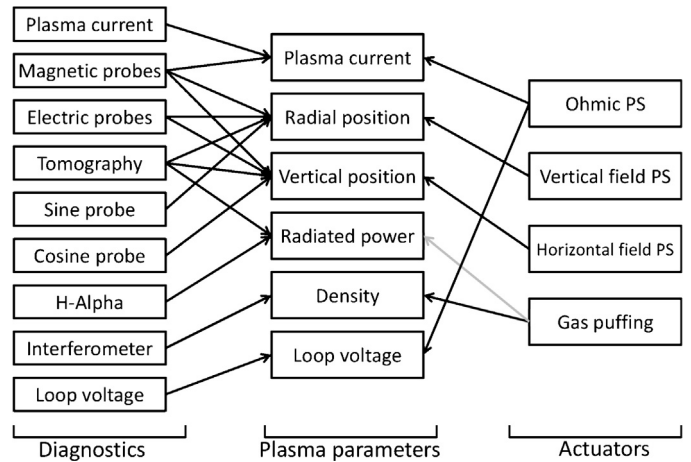 Plasma current
Magnetic probes
Electric probes
Tomography
Sine probe
Cosine probe
H-Alpha
Interferometer
Loop voltage
Diagnostics
Plasma current
Radial position
Vertical position
Radiated power
Density
Loop voltage
Plasma parameters
Ohmic PS
Vertical field PS
Horizontal field PS
Gas puffing
Actuators